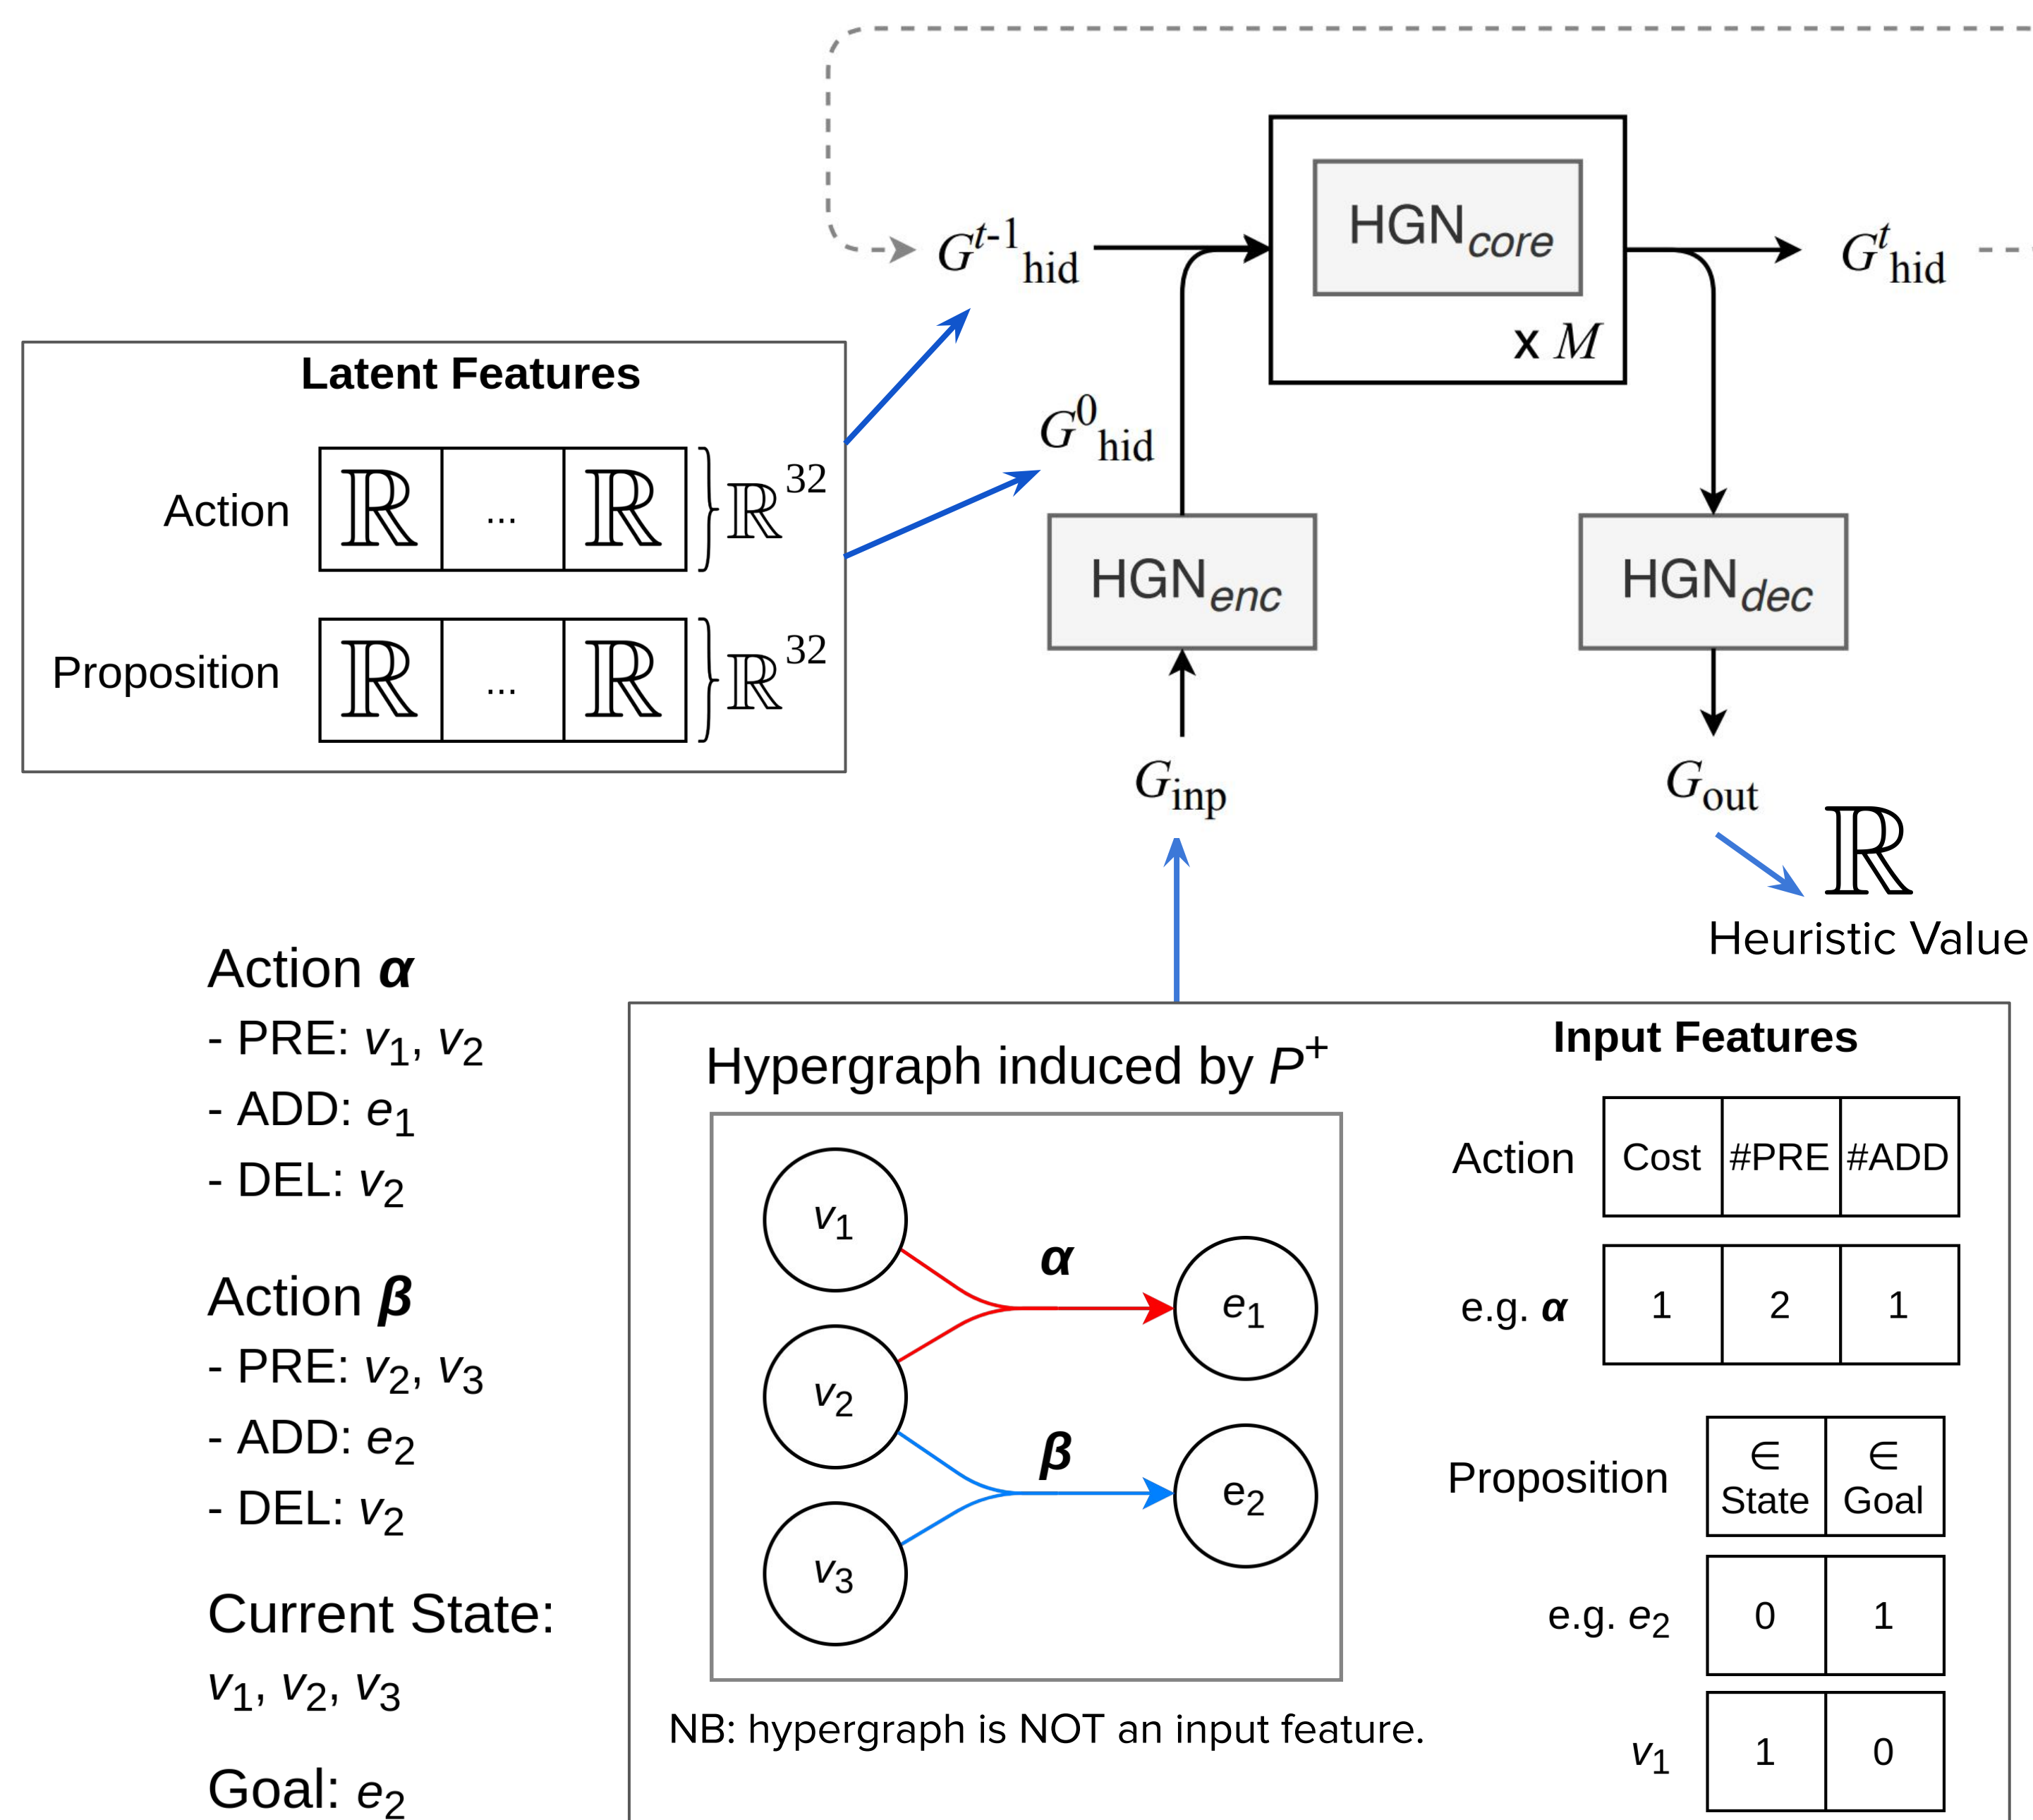 HGNcore
x M
Gt-1hid
Gthid
Latent Features
Action ℝ ... ℝ ℝ32
Proposition ℝ ... ℝ ℝ32
G0hid
HGNenc
HGNdec
Ginp
Gout
ℝ
Heuristic Value
Action α
- PRE: v1, v2
- ADD: e1
- DEL: v2
Action β
- PRE: v2, v3
- ADD: e2
- DEL: v2
Current State:
v1, v2, v3
Goal: e2
Hypergraph induced by P+
v1
v2
v3
α
β
e1
e2
NB: hypergraph is NOT an input feature.
Input Features
Action Cost #PRE #ADD
e.g. α 1 2 1
Proposition ∈ State ∈ Goal
e.g. e2 0 1
v1 1 0